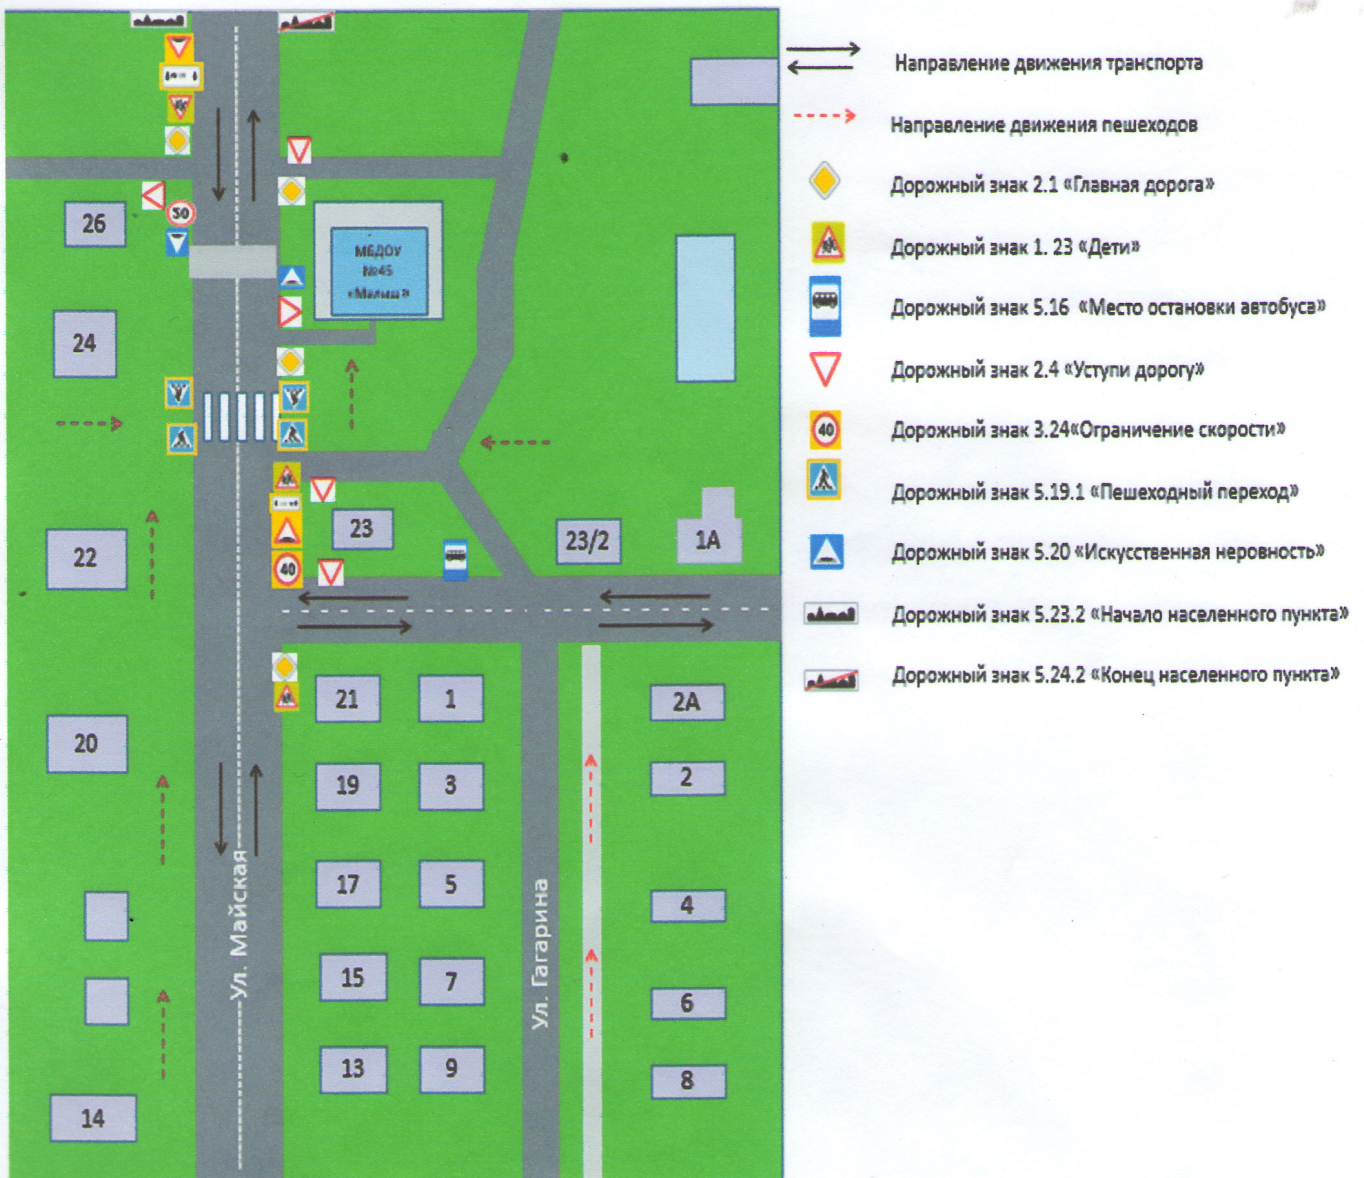 Направление движения транспорта
Направление движения пешеходов
Дорожный знак 2.1 «Главная дорога»
Дорожный знак 1. 23 «Дети»
Дорожный знак 5.16 «Место остановки автобуса»
Дорожный знак 2.4 «Уступи дорогу»
40
Дорожный знак 3.24«Ограничение скорости»
Дорожный знак 5.19.1 «Пешеходный переход»
Дорожный знак 5.20 «Искусственная неровность»
Дорожный знак 5.23.2 «Начало населенного пункта»
Дорожный знак 5.24.2 «Конец населенного пункта»
26
50
МБДОУ
№45
«Малыш»
24
22
23
23/2
1А
40
20
21
1
2А
19
3
2
17
5
4
15
7
6
13
9
8
14
Ул. Майская
Ул. Гагарина